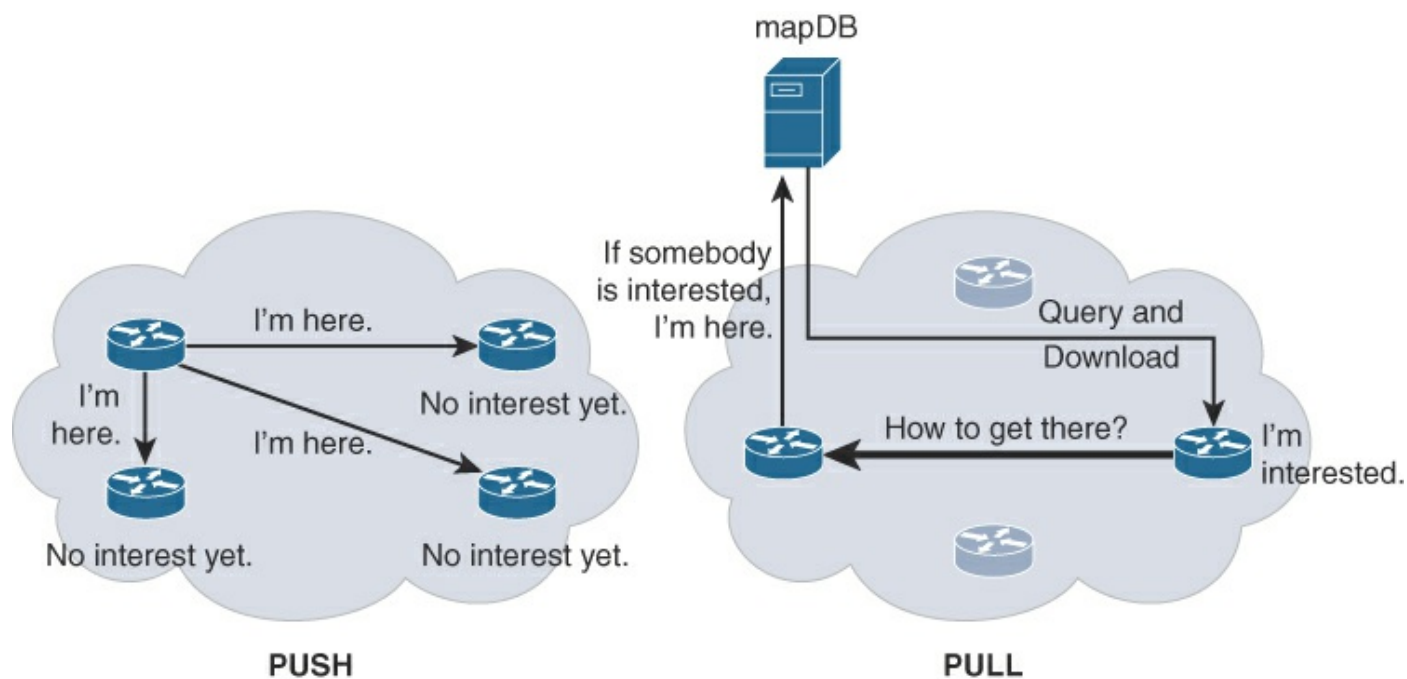 mapDB
If somebody
is interested,
I'm here.
I'm here.
I'm
here.
I'm here.
No interest yet.
No interest yet.
No interest yet.
Query and
Download
How to get there?
I'm
interested.
PUSH
PULL